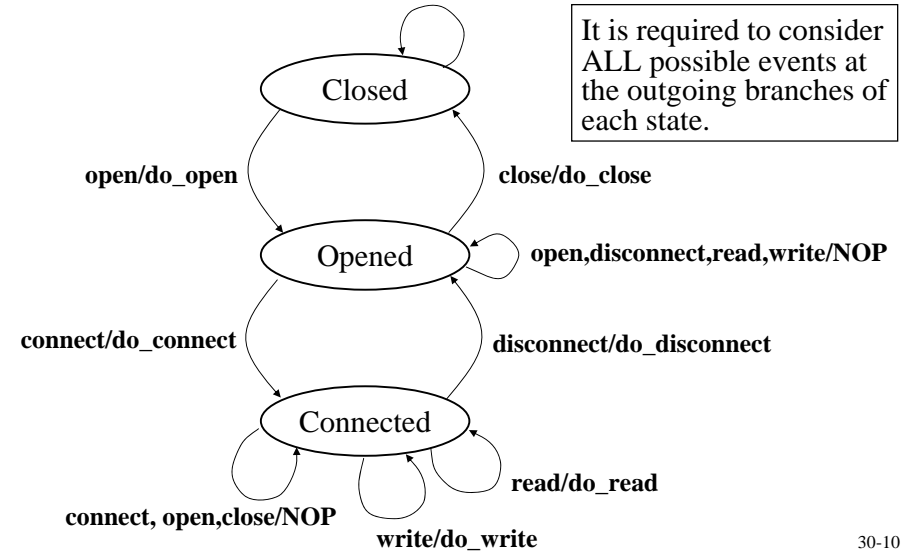 It is required to consider
ALL possible events at
the outgoing branches of
each state.
Closed
open/do_open
close/do_close
Opened
open,disconnect,read,write/NOP
connect/do_connect
disconnect/do_disconnect
Connected
read/do_read
connect, open,close/NOP
write/do_write
30-10